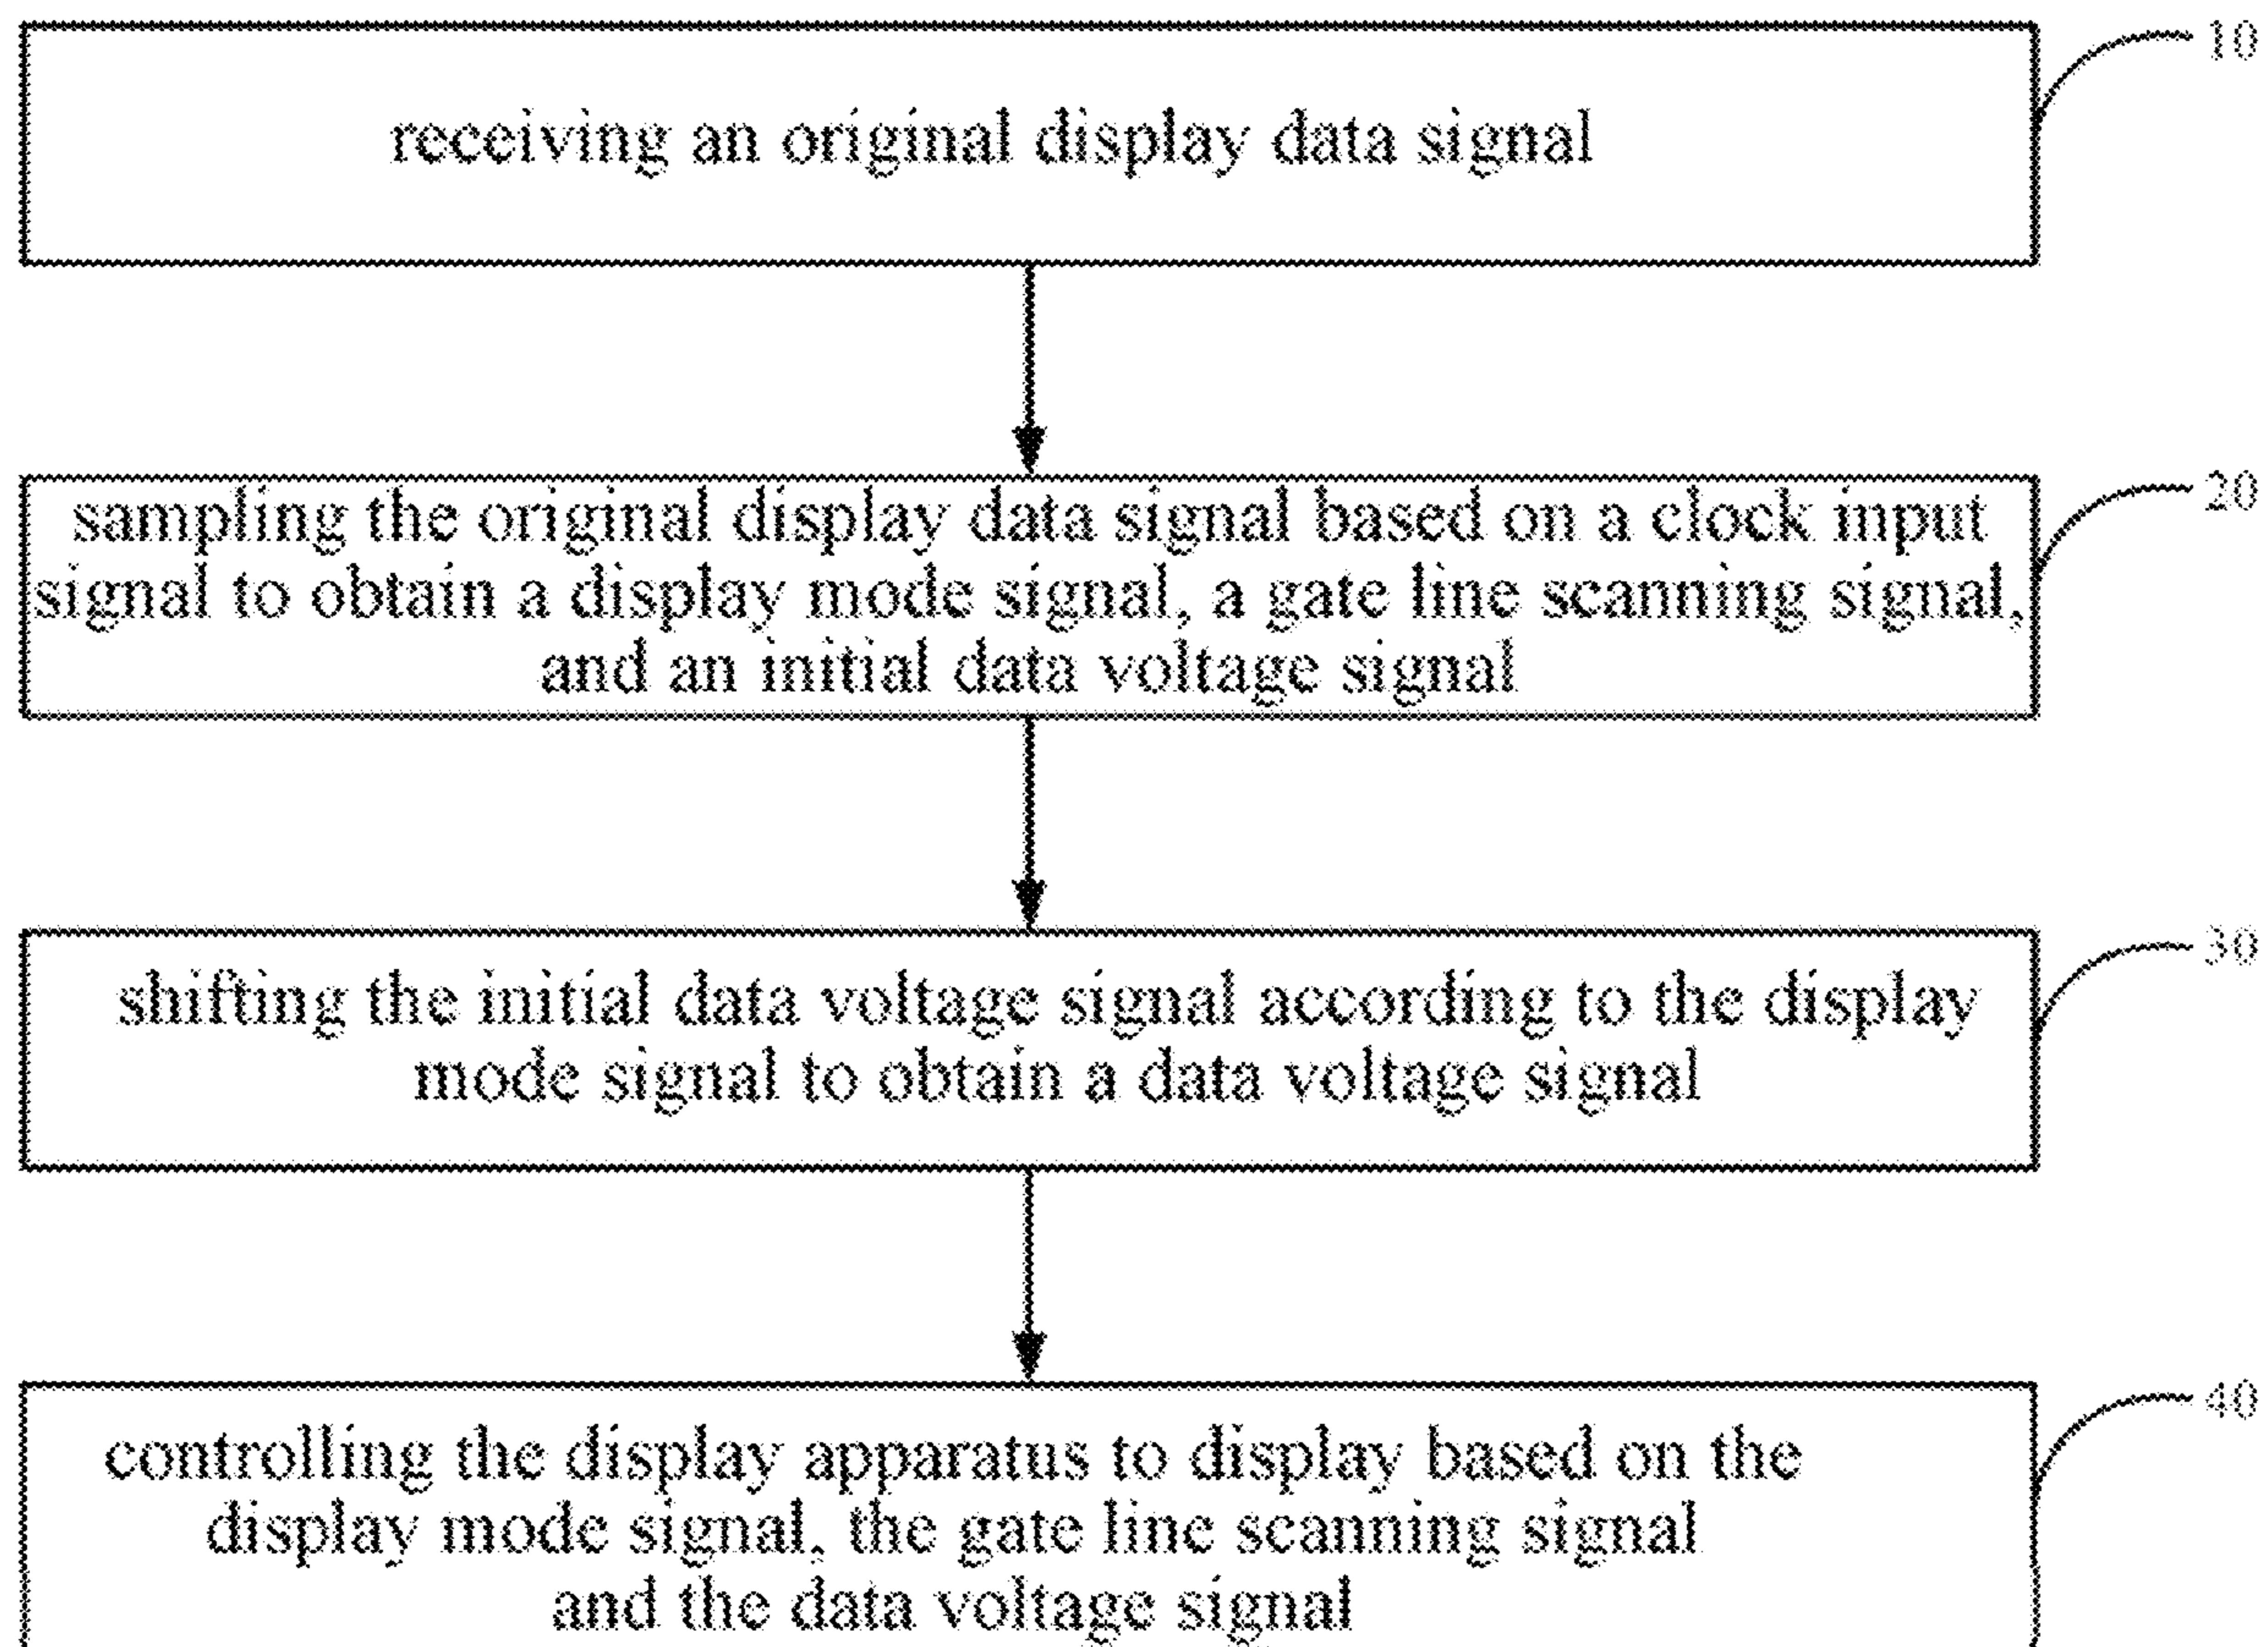 10
receiving an original display data signal
20
sampling the original display data signal based on a clock input
signal to obtain a display mode signal, a gate line scanning signal,
and an initial data voltage signal
30
shifting the initial data voltage signal according to the display
mode signal to obtain a data voltage signal
40
controlling the display apparatus to display based on the
display mode signal, the gate line scanning signal
and the data voltage signal